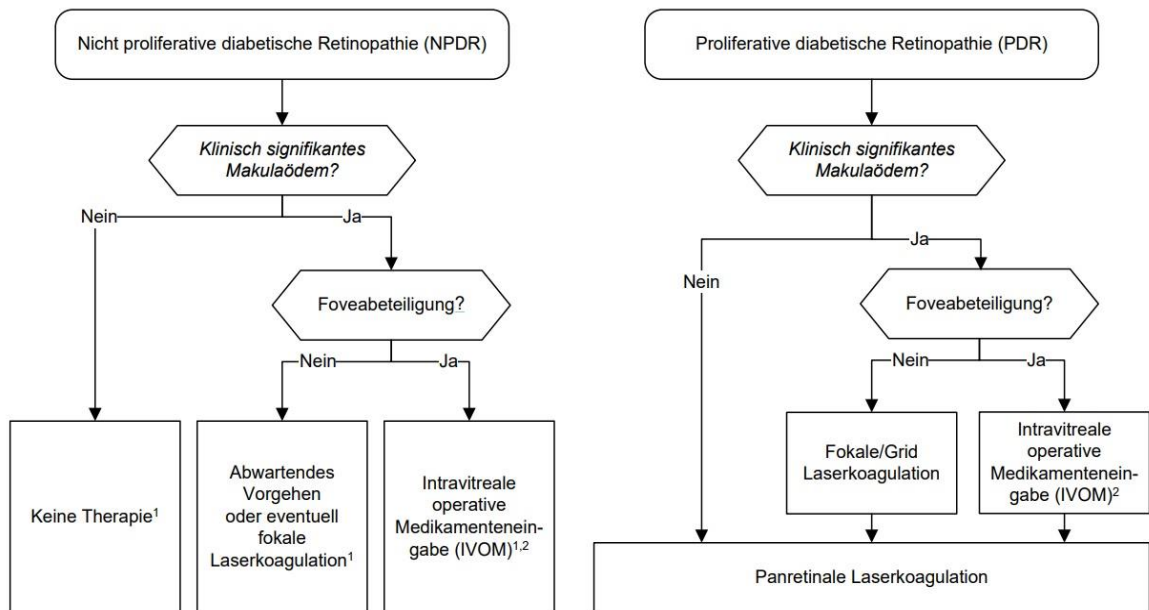 Nicht proliferative diabetische Retinopathie (NPDR)
Klinisch signifikantes
Makulaödem?
Nein
Ja
Foveabeteiligung?
Nein
Ja
Keine Therapie¹
Abwartendes
Vorgehen
oder eventuell
fokale
Laserkoagulation¹
Intravitreale
operative
Medikamentenein-
gabe (IVOM)¹,²
Proliferative diabetische Retinopathie (PDR)
Klinisch signifikantes
Makulaödem?
Ja
Nein
Foveabeteiligung?
Nein
Ja
Fokale/Grid
Laserkoagulation
Intravitreale
operative
Medikamentenein-
gabe (IVOM)²
Panretinale Laserkoagulation